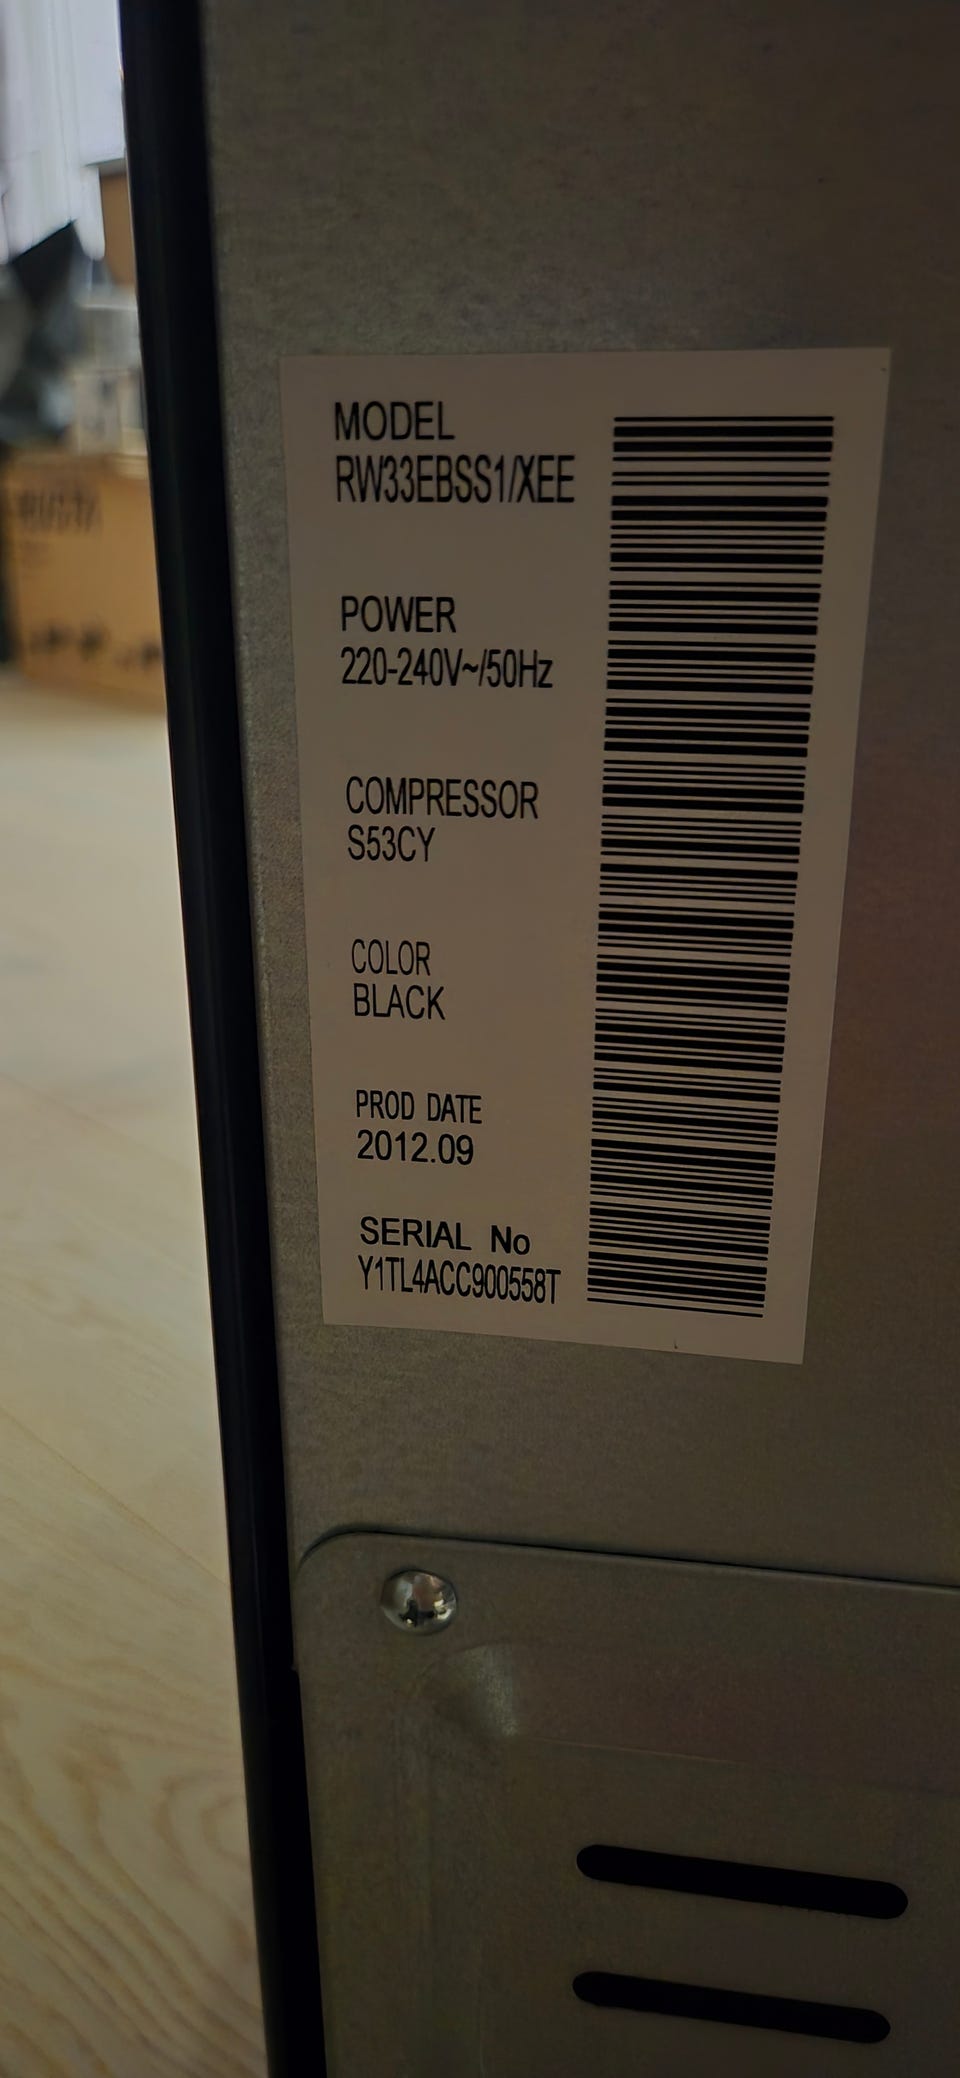 MODEL
RW33EBSS1/XEE
POWER
220-240V~/50Hz
COMPRESSOR
S53CY
COLOR
BLACK
PROD DATE
2012.09
SERIAL No
Y1TL4ACC900558T